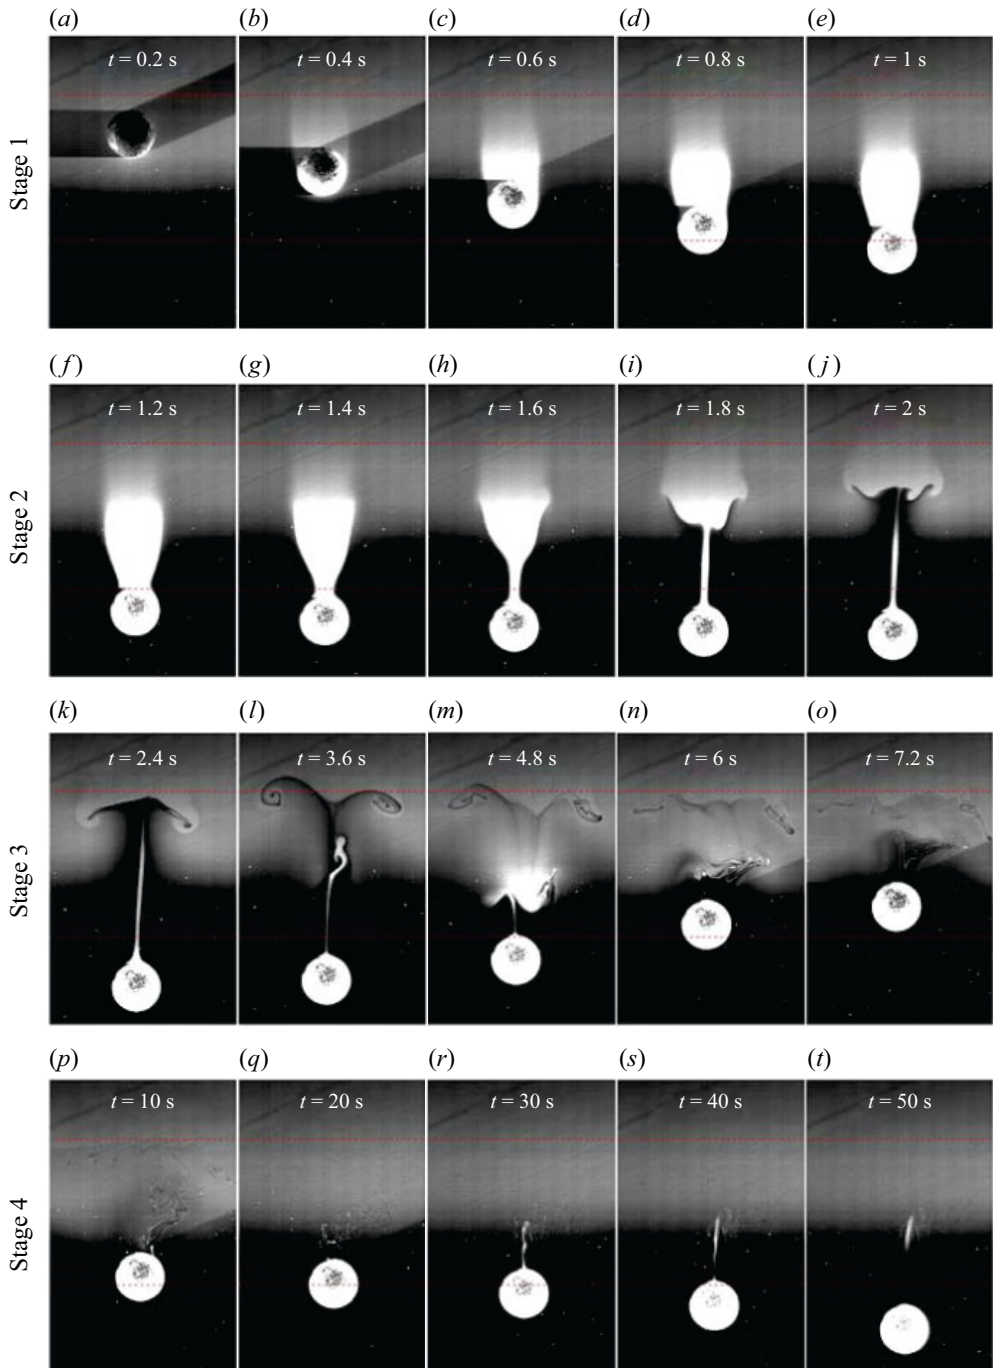 (a) (b) (c) (d) (e)
Stage 1
t = 0.2 s t = 0.4 s t = 0.6 s t = 0.8 s t = 1 s
(f) (g) (h) (i) (j)
Stage 2
t = 1.2 s t = 1.4 s t = 1.6 s t = 1.8 s t = 2 s
(k) (l) (m) (n) (o)
Stage 3
t = 2.4 s t = 3.6 s t = 4.8 s t = 6 s t = 7.2 s
(p) (q) (r) (s) (t)
Stage 4
t = 10 s t = 20 s t = 30 s t = 40 s t = 50 s